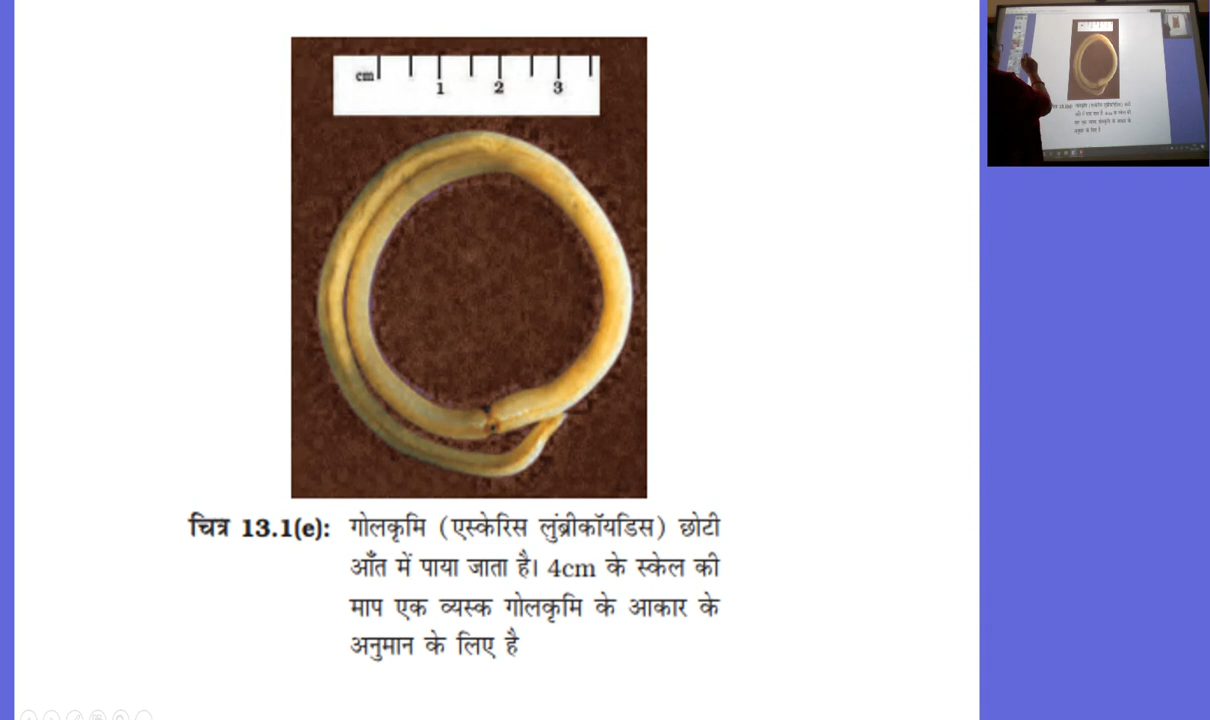 cm 1 2 3
चित्र 13.1(e): गोलकृमि (एस्केरिस लुंब्रीकॉयडिस) छोटी
आँत में पाया जाता है। 4cm के स्केल की
माप एक व्यस्क गोलकृमि के आकार के
अनुमान के लिए है